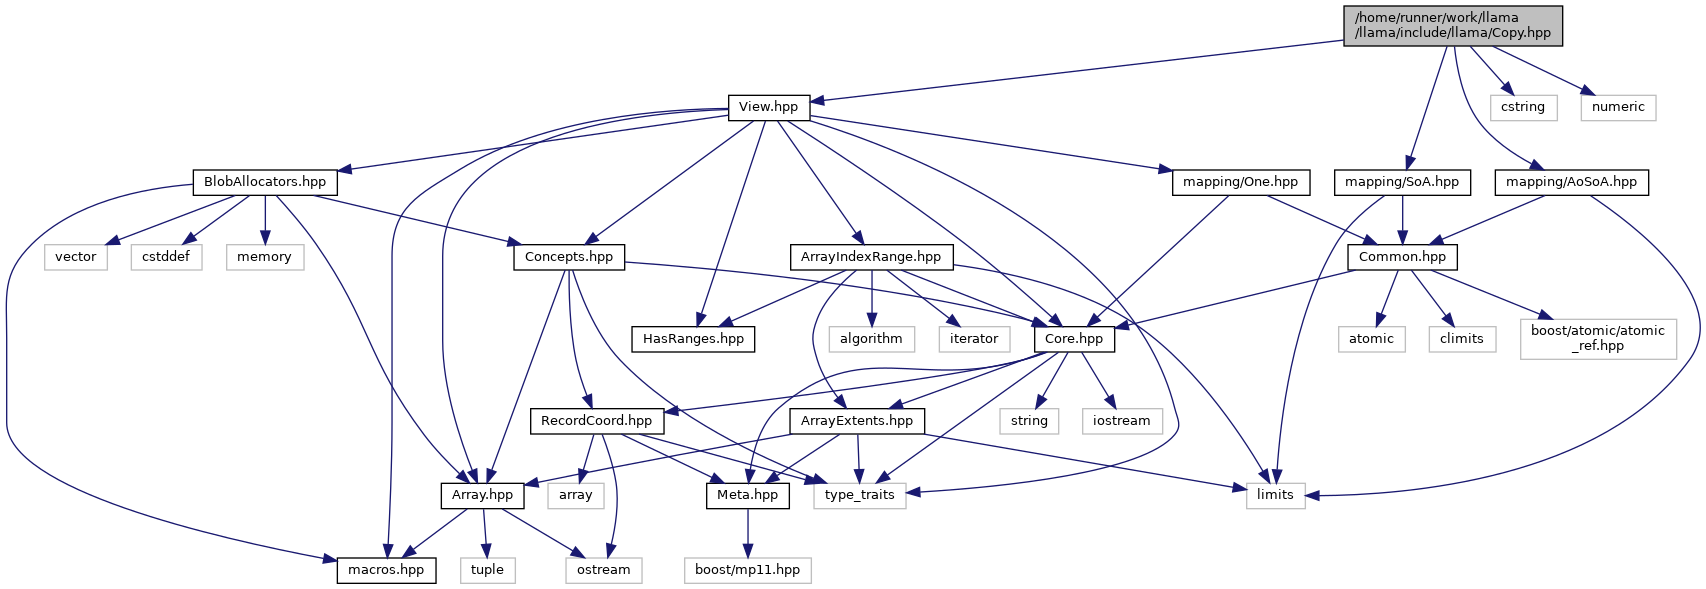 /home/runner/work/llama
/llama/include/llama/Copy.hpp
View.hpp
cstring
numeric
BlobAllocators.hpp
mapping/One.hpp
mapping/SoA.hpp
mapping/AoSoA.hpp
vector
cstddef
memory
Concepts.hpp
ArrayIndexRange.hpp
Common.hpp
HasRanges.hpp
algorithm
iterator
Core.hpp
atomic
climits
boost/atomic/atomic
_ref.hpp
RecordCoord.hpp
ArrayExtents.hpp
string
iostream
Array.hpp
array
Meta.hpp
type_traits
limits
macros.hpp
tuple
ostream
boost/mp11.hpp